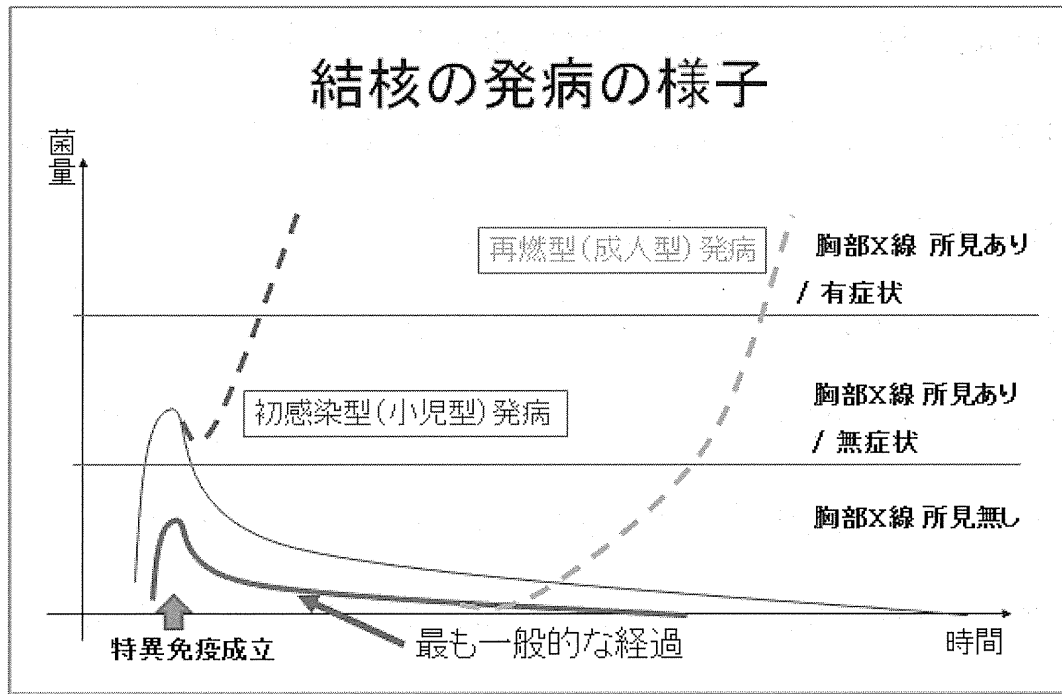 結核の発病の様子
菌量
再燃型(成人型)発病
胸部X線 所見あり
/ 有症状
初感染型(小児型)発病
胸部X線 所見あり
/ 無症状
胸部X線 所見無し
特異免疫成立
最も一般的な経過
時間